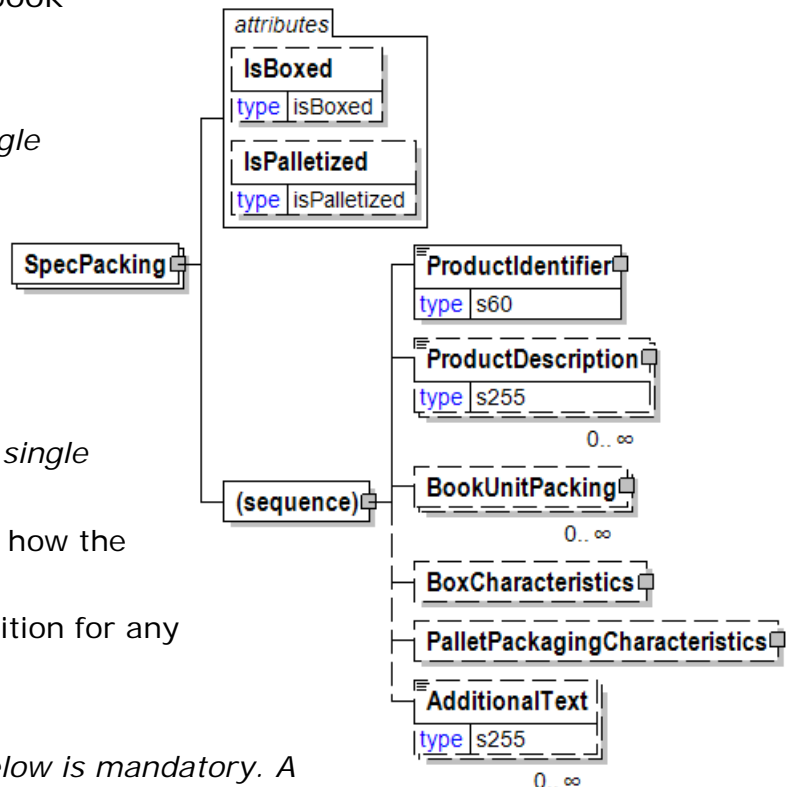 book
attributes
IsBoxed
type isBoxed
gle
IsPalletized
type isPalletized
SpecPacking
ProductIdentifier
type s60
ProductDescription
type s255
0.. ∞
single
(sequence)
BookUnitPacking
0.. ∞
how the
BoxCharacteristics
ition for any
PalletPackagingCharacteristics
AdditionalText
type s255
elow is mandatory. A
0.. ∞